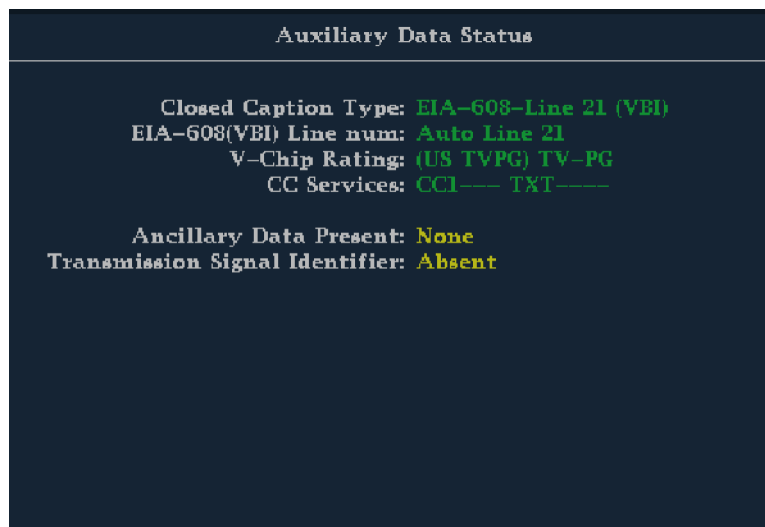 Auxiliary Data Status
Closed Caption Type: EIA-608-Line 21 (VBI)
EIA-608(VBI) Line num: Auto Line 21
V-Chip Rating: (US TVPG) TV-PG
CC Services: CC1--- TXT----
Ancillary Data Present: None
Transmission Signal Identifier: Absent